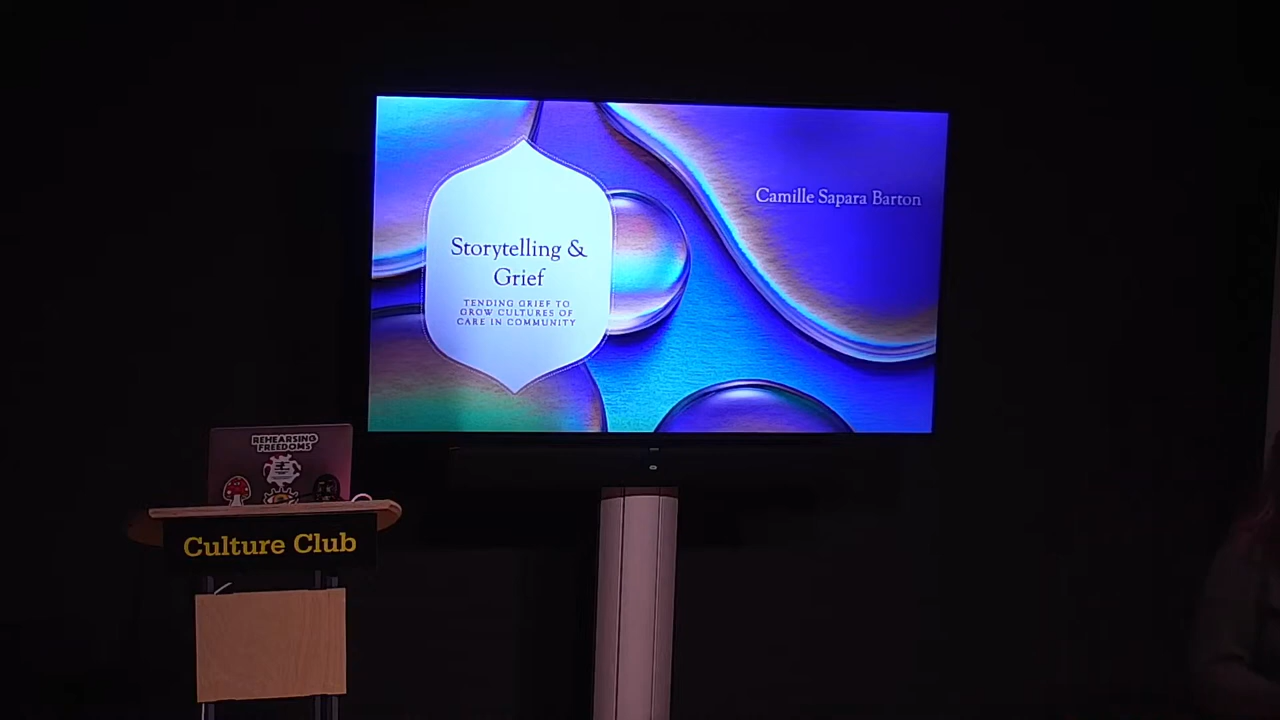 Camille Sapara Barton
Storytelling &
Grief
TENDING GRIEF TO
GROW CULTURES OF
CARE IN COMMUNITY
REHEARSING
FREEDOMS
Culture Club